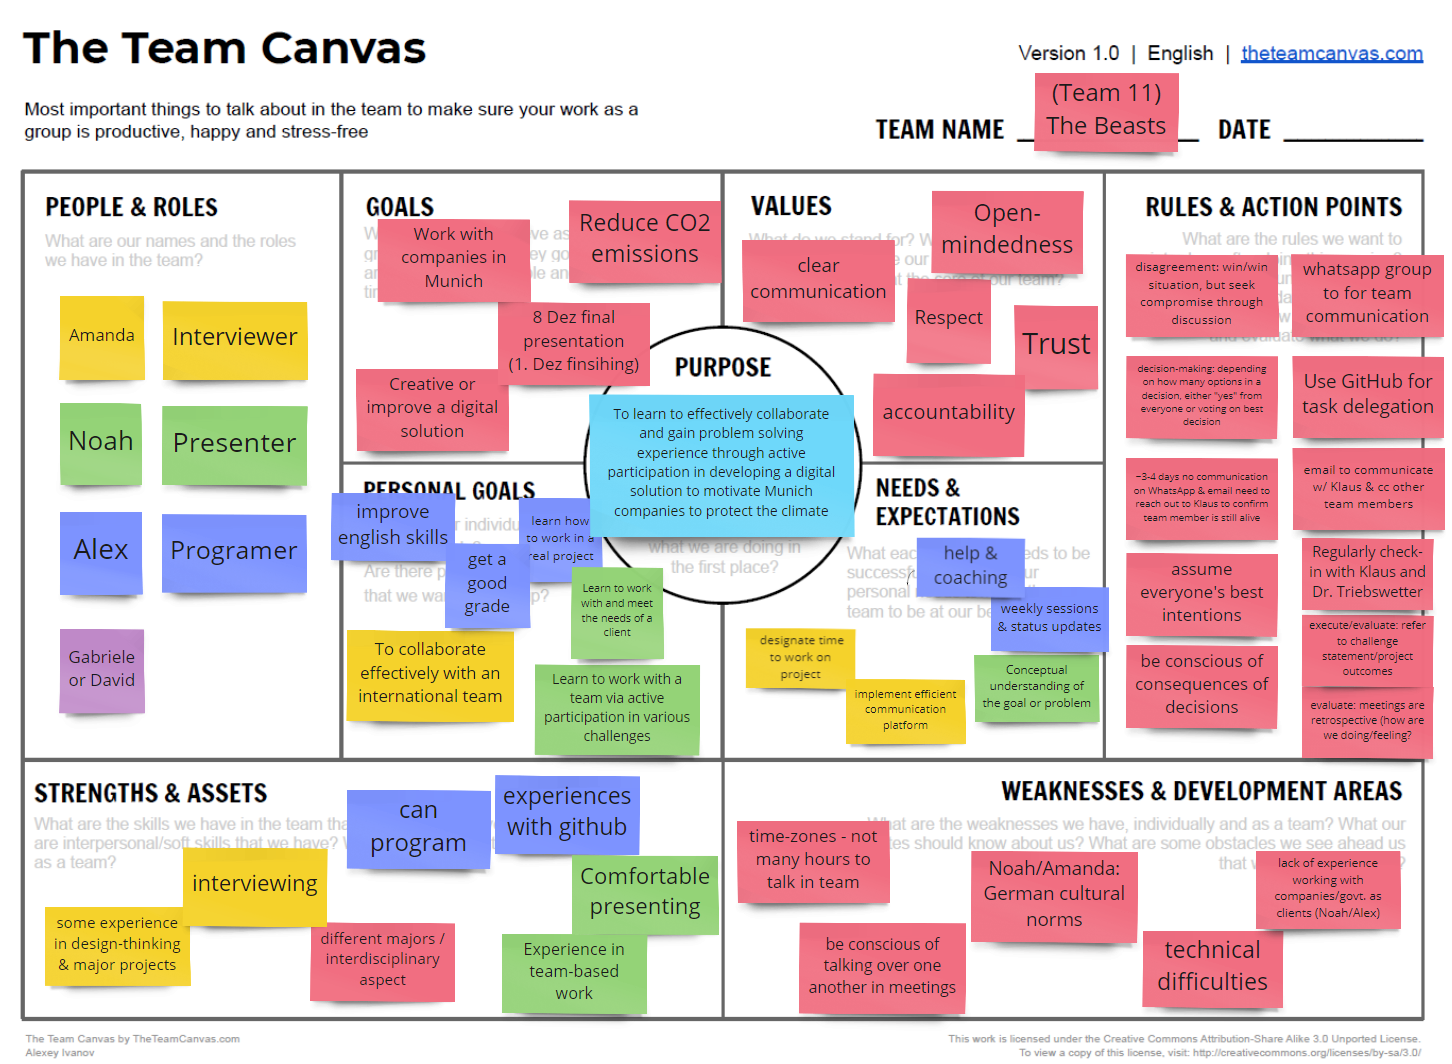 The Team Canvas
Version 1.0 | English | theteamcanvas.com
Most important things to talk about in the team to make sure your work as a
group is productive, happy and stress-free
TEAM NAME
(Team 11)
The Beasts
DATE
PEOPLE & ROLES
What are our names and the roles
we have in the team?
Amanda
Interviewer
Noah
Presenter
Alex
Programer
Gabriele
or David
GOALS
Work with
companies in
Munich
Reduce CO2
emissions
8 Dez final
presentation
(1. Dez finsihing)
Creative or
improve a digital
solution
PERSONAL GOALS
improve
english skills
learn how
to work in a
real project
get a
good
grade
Are there
that we
Learn to work
with and meet
the needs of a
client
To collaborate
effectively with an
international team
Learn to work with a
team via active
participation in various
challenges
PURPOSE
To learn to effectively collaborate
and gain problem solving
experience through active
participation in developing a digital
solution to motivate Munich
companies to protect the climate
what we are doing in
the first place?
VALUES
What do we stand for?
our
the core of our team?
Open-
mindedness
clear
communication
Respect
Trust
accountability
NEEDS &
EXPECTATIONS
What each
needs to be
personal
team to be at our
help &
coaching
weekly sessions
& status updates
designate time
to work on
project
implement efficient
communication
platform
Conceptual
understanding of
the goal or problem
RULES & ACTION POINTS
What are the rules we want to
disagreement: win/win
situation, but seek
compromise through
discussion
whatsapp group
to for team
communication
and evaluate what we do?
decision-making: depending
on how many options in a
decision, either "yes" from
everyone or voting on best
decision
Use GitHub for
task delegation
~3-4 days no communication
on WhatsApp & email need to
reach out to Klaus to confirm
team member is still alive
email to communicate
w/ Klaus & cc other
team members
assume
everyone's best
intentions
Regularly check-
in with Klaus and
Dr. Triebswetter
be conscious of
consequences of
decisions
execute/evaluate: refer
to challenge
statement/project
outcomes
evaluate: meetings are
retrospective (how are
we doing/feeling?
STRENGTHS & ASSETS
What are the skills we have in the team
are interpersonal/soft skills that we have?
as a team?
can
program
experiences
with github
interviewing
Comfortable
presenting
some experience
in design-thinking
& major projects
different majors /
interdisciplinary
aspect
Experience in
team-based
work
WEAKNESSES & DEVELOPMENT AREAS
What are the weaknesses we have, individually and as a team? What our
should know about us? What are some obstacles we see ahead us
that
time-zones - not
many hours to
talk in team
Noah/Amanda:
German cultural
norms
lack of experience
working with
companies/govt. as
clients (Noah/Alex)
be conscious of
talking over one
another in meetings
technical
difficulties
The Team Canvas by TheTeamCanvas.com
Alexey Ivanov
This work is licensed under the Creative Commons Attribution-Share Alike 3.0 Unported License.
To view a copy of this license, visit: http://creativecommons.org/licenses/by-sa/3.0/